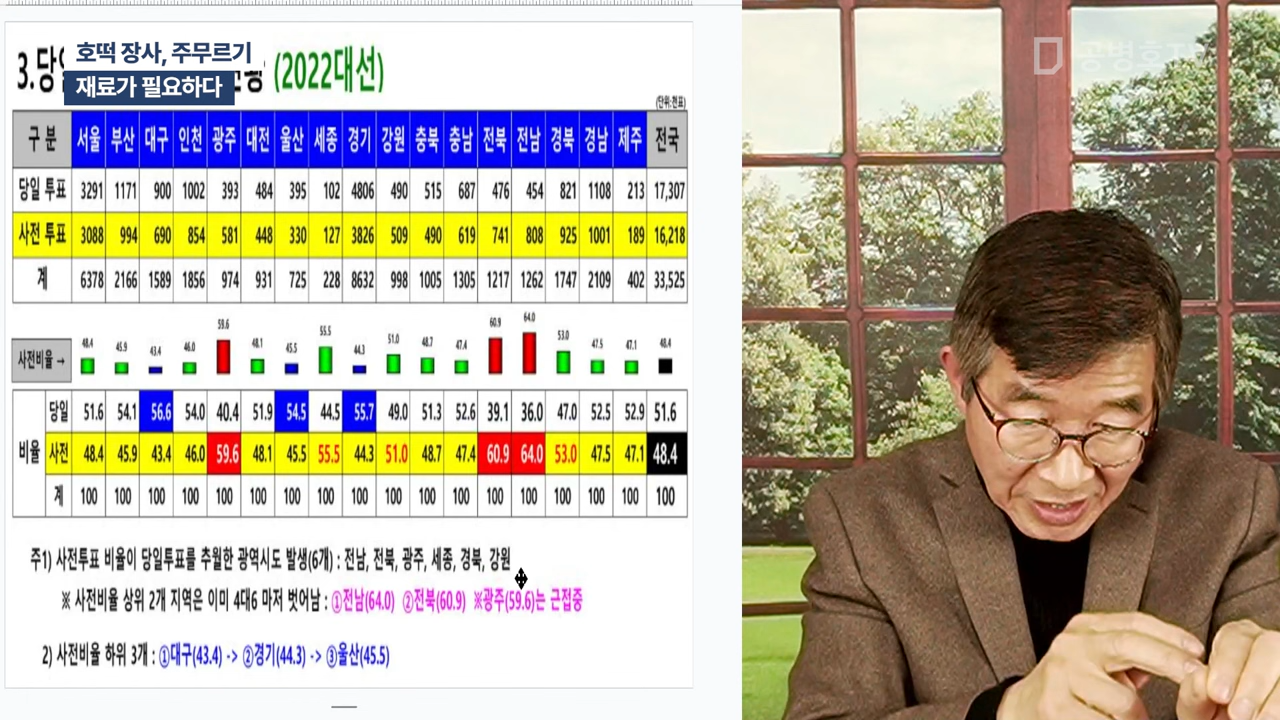 호떡 장사, 주무르기
재료가 필요하다
3.당 (2022대선)
(단위:천표)
구 분 서울 부산 대구 인천 광주 대전 울산 세종 경기 강원 충북 충남 전북 전남 경북 경남 제주 전국
당일 투표 3291 1171 900 1002 393 484 395 102 4806 490 515 687 476 454 821 1108 213 17,307
사전 투표 3088 994 690 854 581 448 330 127 3826 509 490 619 741 808 925 1001 189 16,218
계 6378 2166 1589 1856 974 931 725 228 8632 998 1005 1305 1217 1262 1747 2109 402 33,525
사전비율 → 48.4 45.9 43.4 46.0 59.6 48.1 45.5 55.5 44.3 51.0 48.7 47.4 60.9 64.0 53.0 47.5 47.1 48.4
비율
당일 51.6 54.1 56.6 54.0 40.4 51.9 54.5 44.5 55.7 49.0 51.3 52.6 39.1 36.0 47.0 52.5 52.9 51.6
사전 48.4 45.9 43.4 46.0 59.6 48.1 45.5 55.5 44.3 51.0 48.7 47.4 60.9 64.0 53.0 47.5 47.1 48.4
계 100 100 100 100 100 100 100 100 100 100 100 100 100 100 100 100 100 100
주1) 사전투표 비율이 당일투표를 추월한 광역시도 발생(6개) : 전남, 전북, 광주, 세종, 경북, 강원
※ 사전비율 상위 2개 지역은 이미 4대6 마저 벗어남 : ①전남(64.0) ②전북(60.9) ※광주(59.6)는 근접중
2) 사전비율 하위 3개 : ①대구(43.4) -> ②경기(44.3) -> ③울산(45.5)
공병호